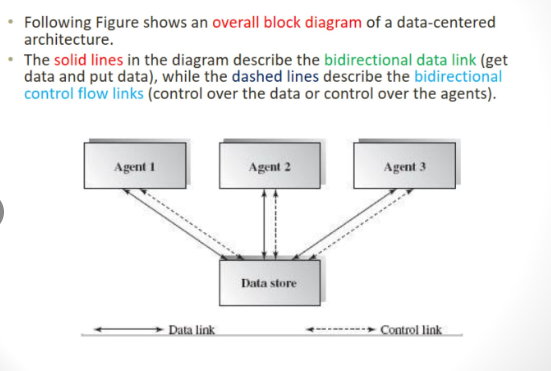 • Following Figure shows an overall block diagram of a data-centered
architecture.
• The solid lines in the diagram describe the bidirectional data link (get
data and put data), while the dashed lines describe the bidirectional
control flow links (control over the data or control over the agents).
Agent 1 Agent 2 Agent 3
Data store
Data link Control link